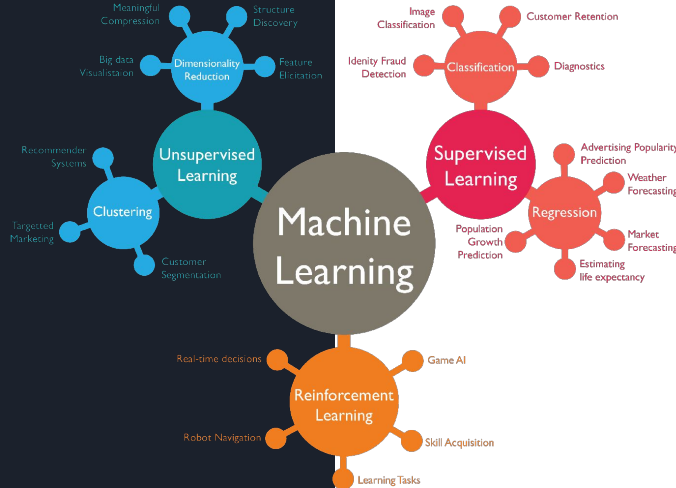 Meaningful
Compression
Structure
Discovery
Big data
Visualistaion
Dimensionality
Reduction
Feature
Elicitation
Unsupervised
Learning
Recommender
Systems
Clustering
Targetted
Marketing
Customer
Segmentation
Image
Classification
Customer Retention
Idenity Fraud
Detection
Classification
Diagnostics
Supervised
Learning
Advertising Popularity
Prediction
Weather
Forecasting
Regression
Population
Growth
Prediction
Market
Forecasting
Estimating
life expectancy
Machine
Learning
Real-time decisions
Game AI
Reinforcement
Learning
Robot Navigation
Skill Acquisition
Learning Tasks